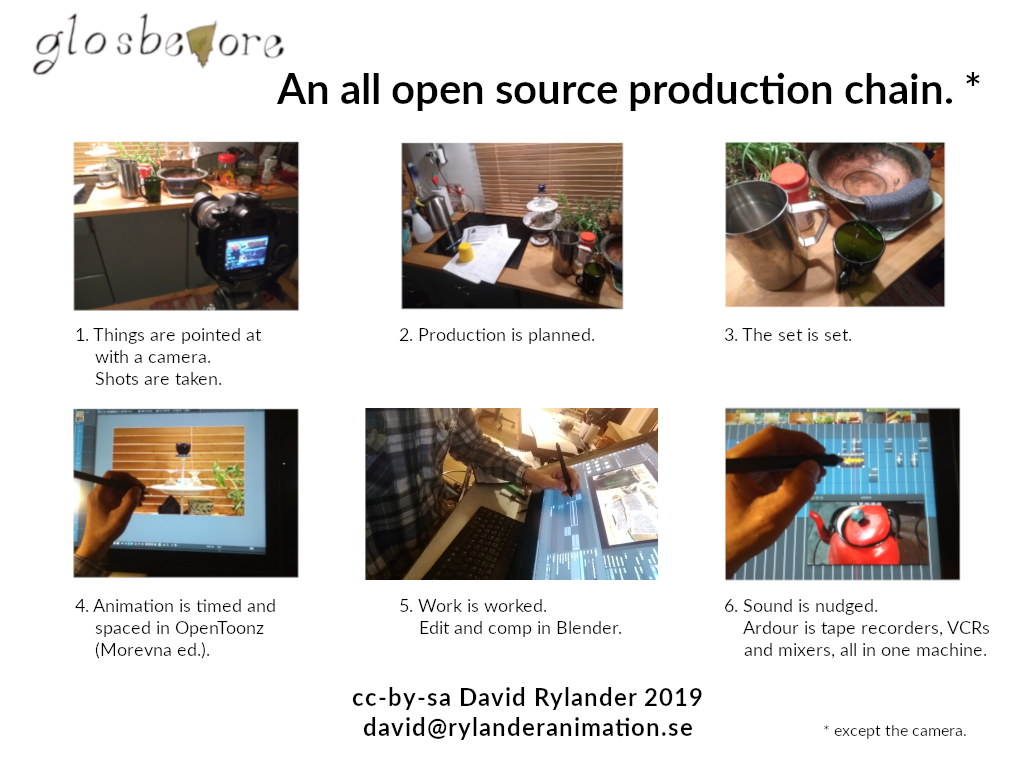 glosbevore
An all open source production chain. *
1. Things are pointed at
with a camera.
Shots are taken.
2. Production is planned.
3. The set is set.
4. Animation is timed and
spaced in OpenToonz
(Morevna ed.).
5. Work is worked.
Edit and comp in Blender.
6. Sound is nudged.
Ardour is tape recorders, VCRs
and mixers, all in one machine.
cc-by-sa David Rylander 2019
david@rylanderanimation.se
* except the camera.